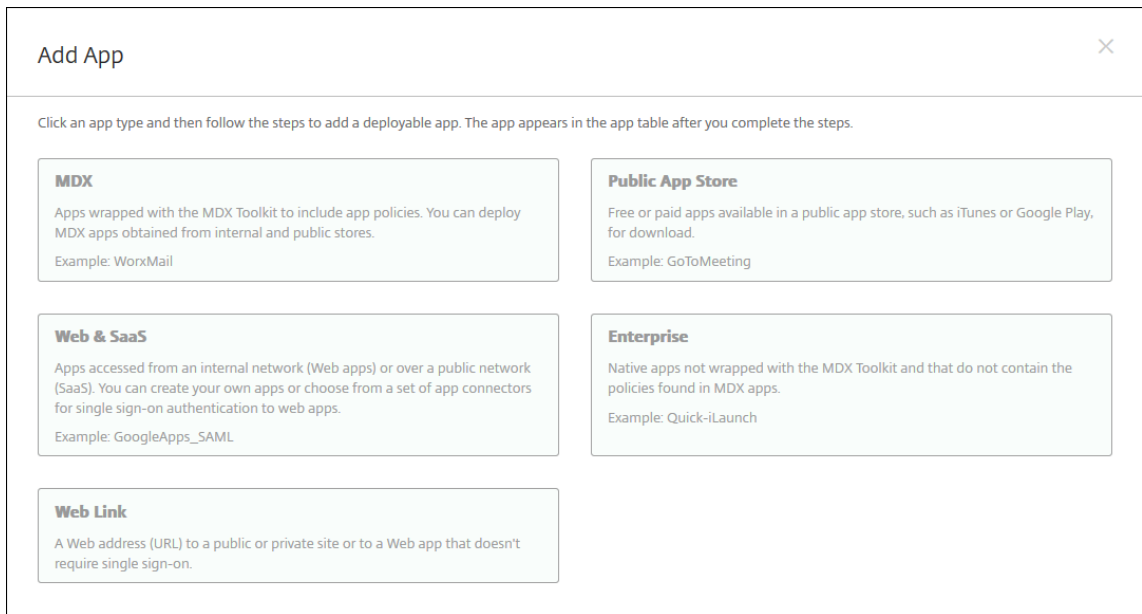 Add App
Click an app type and then follow the steps to add a deployable app. The app appears in the app table after you complete the steps.
MDX
Apps wrapped with the MDX Toolkit to include app policies. You can deploy
MDX apps obtained from internal and public stores.
Example: WorxMail
Public App Store
Free or paid apps available in a public app store, such as iTunes or Google Play,
for download.
Example: GoToMeeting
Web & SaaS
Apps accessed from an internal network (Web apps) or over a public network
(SaaS). You can create your own apps or choose from a set of app connectors
for single sign-on authentication to web apps.
Example: GoogleApps_SAML
Enterprise
Native apps not wrapped with the MDX Toolkit and that do not contain the
policies found in MDX apps.
Example: Quick-iLaunch
Web Link
A Web address (URL) to a public or private site or to a Web app that doesn't
require single sign-on.